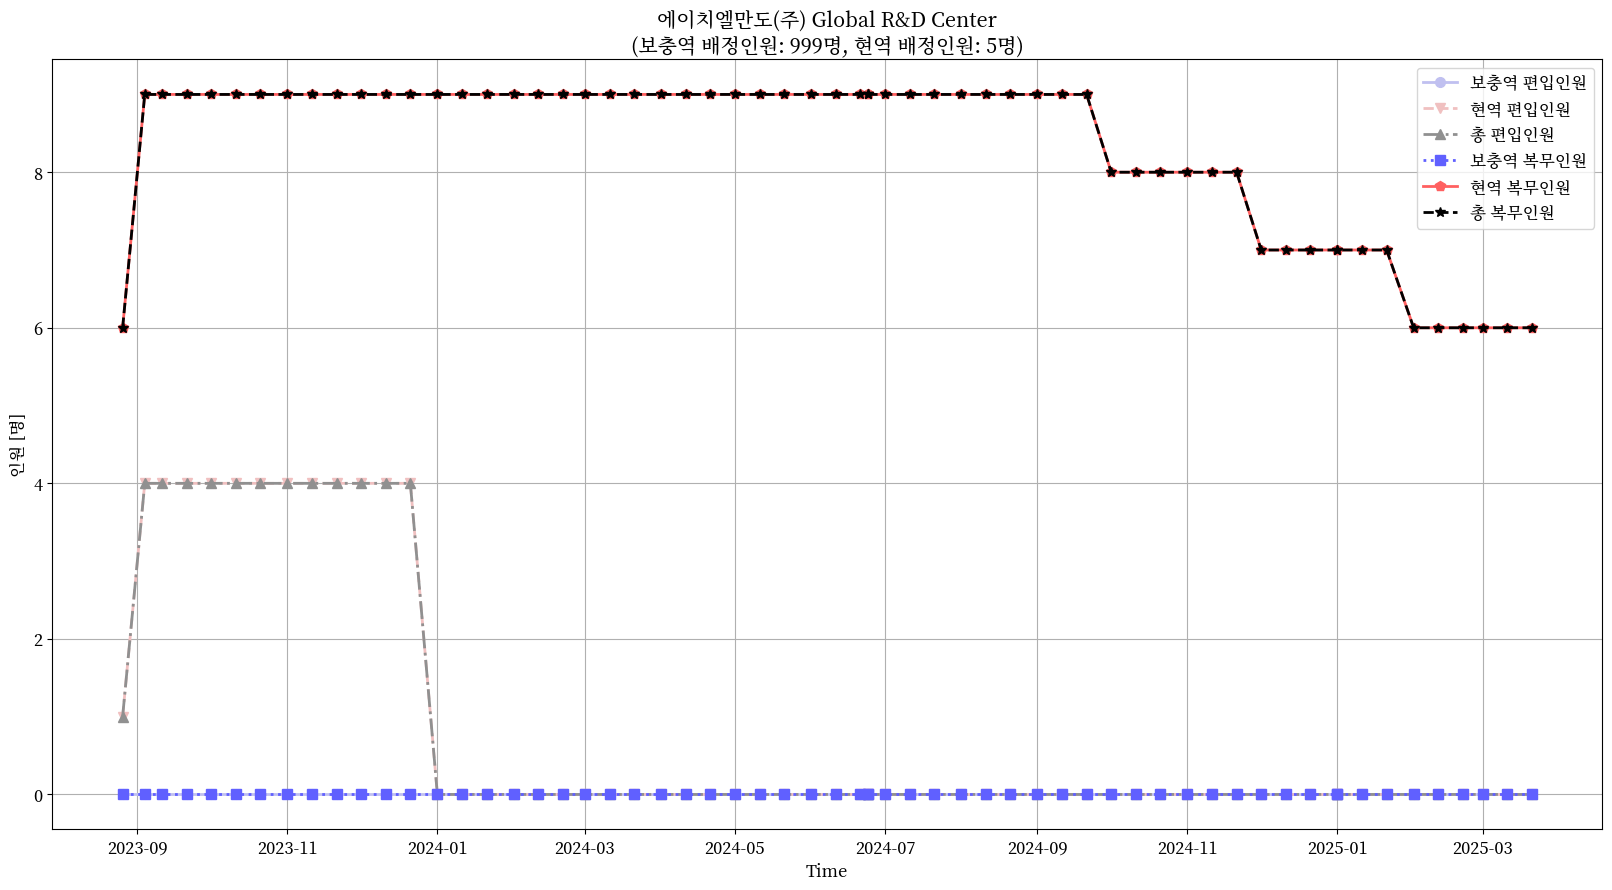 에이치엘만도(주) Global R&D Center
(보충역 배정인원: 999명, 현역 배정인원: 5명)
보충역 편입인원
현역 편입인원
총 편입인원
보충역 복무인원
현역 복무인원
총 복무인원
인원 [명]
8
6
4
2
0
2023-09 2023-11 2024-01 2024-03 2024-05 2024-07 2024-09 2024-11 2025-01 2025-03
Time